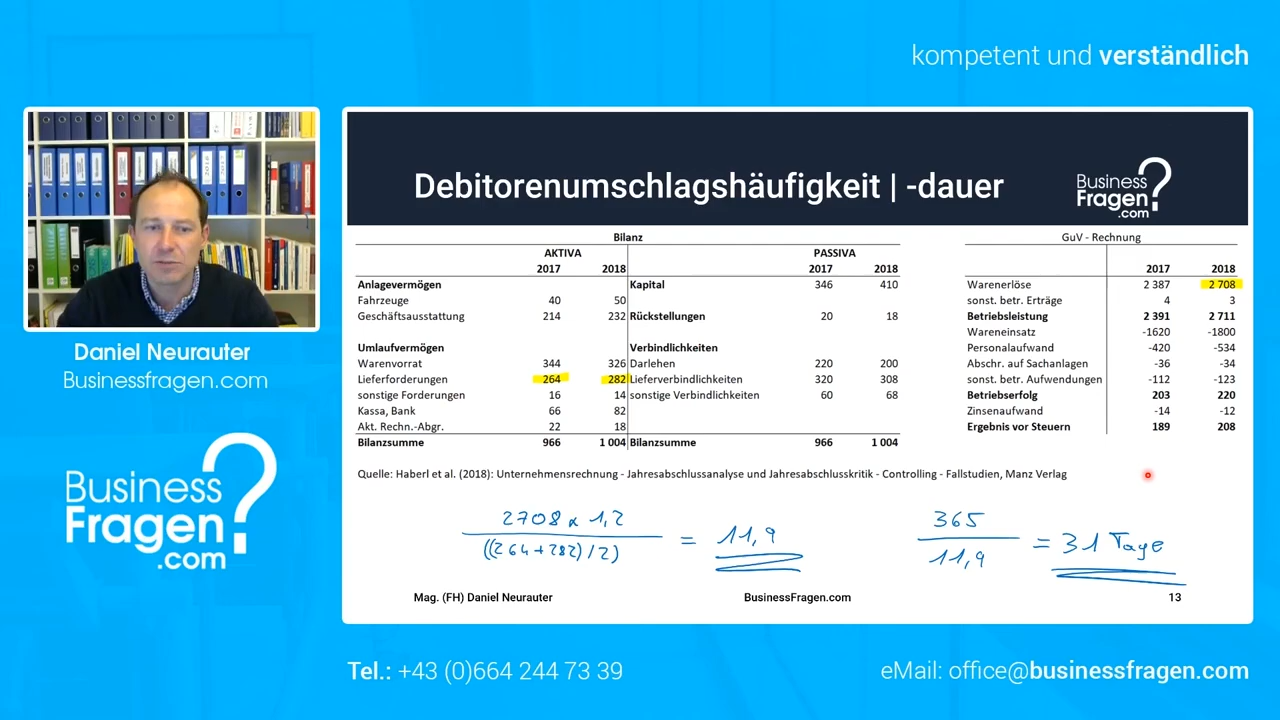 kompetent und verständlich
Daniel Neurauter
Businessfragen.com
Business
Fragen
.com
?
Debitorenumschlagshäufigkeit | -dauer
Business
Fragen
.com
?
Bilanz
AKTIVA PASSIVA
2017 2018 2017 2018
Anlagevermögen Kapital 346 410
Fahrzeuge 40 50
Geschäftsausstattung 214 232 Rückstellungen 20 18
Umlaufvermögen Verbindlichkeiten
Warenvorrat 344 326 Darlehen 220 200
Lieferforderungen 264 282 Lieferverbindlichkeiten 320 308
sonstige Forderungen 16 14 sonstige Verbindlichkeiten 60 68
Kassa, Bank 66 82
Akt. Rechn.-Abgr. 22 18
Bilanzsumme 966 1 004 Bilanzsumme 966 1 004
GuV - Rechnung
2017 2018
Warenerlöse 2 387 2 708
sonst. betr. Erträge 4 3
Betriebsleistung 2 391 2 711
Wareneinsatz -1620 -1800
Personalaufwand -420 -534
Abschr. auf Sachanlagen -36 -34
sonst. betr. Aufwendungen -112 -123
Betriebserfolg 203 220
Zinsenaufwand -14 -12
Ergebnis vor Steuern 189 208
Quelle: Haberl et al. (2018): Unternehmensrechnung - Jahresabschlussanalyse und Jahresabschlusskritik - Controlling - Fallstudien, Manz Verlag
2708 x 1,2
((264+282)/2)
= 11,9
365
11,9
= 31 Tage
Mag. (FH) Daniel Neurauter BusinessFragen.com 13
Tel.: +43 (0)664 244 73 39 eMail: office@businessfragen.com